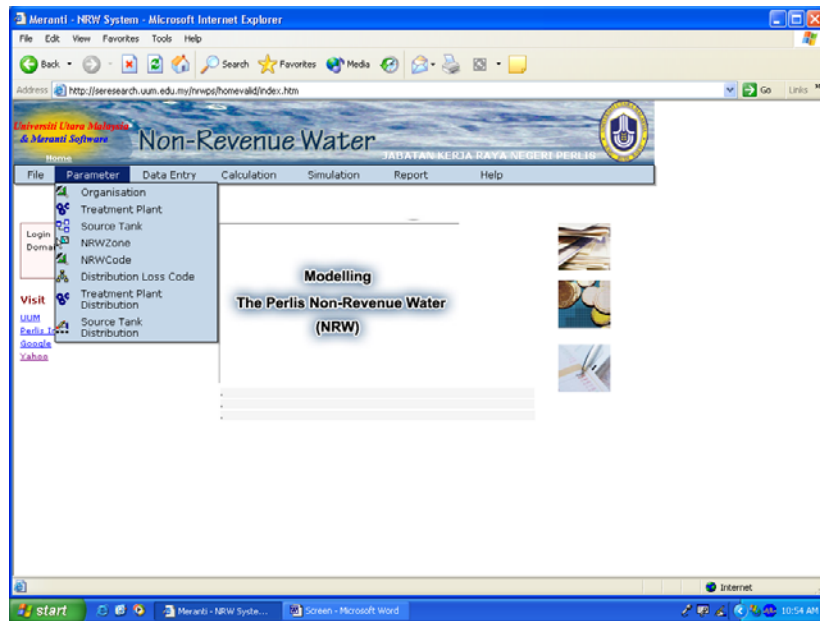 Meranti - NRW System - Microsoft Internet Explorer
File Edit View Favorites Tools Help
Back Search Favorites Media
Address http://seresearch.uum.edu.my/nrwps/homevalid/index.htm Go Links
Universiti Utara Malaysia
& Meranti Software
Non-Revenue Water
Home
JABATAN KERJA RAYA NEGERI PERLIS
File Parameter Data Entry Calculation Simulation Report Help
Organisation
Treatment Plant
Source Tank
NRWZone
NRWCode
Distribution Loss Code
Treatment Plant
Distribution
Source Tank
Distribution
Login
Visit
UUM
Google
Yahoo
Modelling
The Perlis Non-Revenue Water
(NRW)
Internet
start Meranti - NRW Syste... Screen - Microsoft Word 10:54 AM